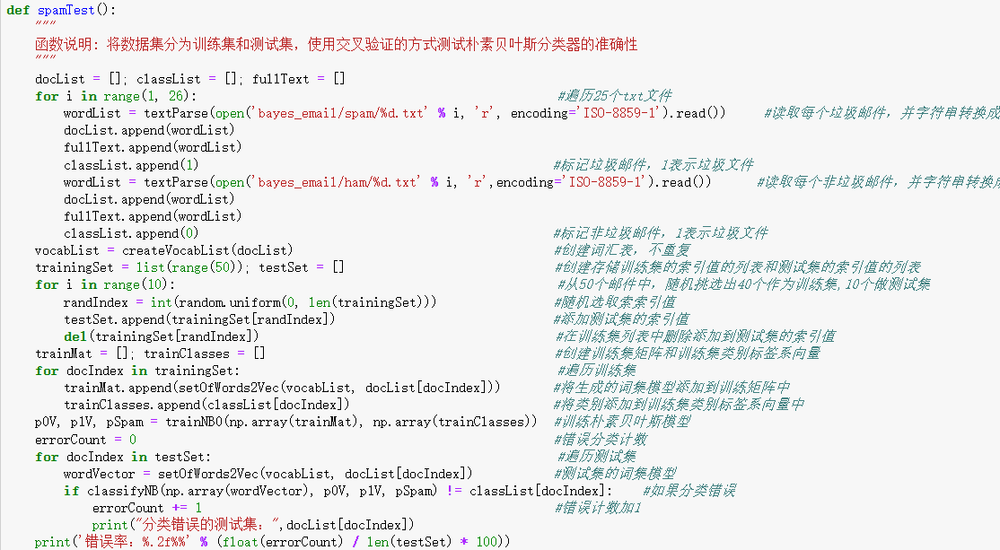 def spamTest():
    """
    函数说明: 将数据集分为训练集和测试集，使用交叉验证的方式测试朴素贝叶斯分类器的准确性
    """
    docList = []; classList = []; fullText = []
    for i in range(1, 26):                                                  #遍历25个txt文件
        wordList = textParse(open('bayes_email/spam/%d.txt' % i, 'r', encoding='ISO-8859-1').read())     #读取每个垃圾邮件，并字符串转换成
        docList.append(wordList)
        fullText.append(wordList)
        classList.append(1)                                                 #标记垃圾邮件，1表示垃圾文件
        wordList = textParse(open('bayes_email/ham/%d.txt' % i, 'r',encoding='ISO-8859-1').read())      #读取每个非垃圾邮件，并字符串转换成
        docList.append(wordList)
        fullText.append(wordList)
        classList.append(0)                                                 #标记非垃圾邮件，1表示垃圾文件
    vocabList = createVocabList(docList)                                    #创建词汇表，不重复
    trainingSet = list(range(50)); testSet = []                             #创建存储训练集的索引值的列表和测试集的索引值的列表
    for i in range(10):                                                     #从50个邮件中，随机挑选出40个作为训练集,10个做测试集
        randIndex = int(random.uniform(0, len(trainingSet)))                #随机选取索索引值
        testSet.append(trainingSet[randIndex])                              #添加测试集的索引值
        del(trainingSet[randIndex])                                         #在训练集列表中删除添加到测试集的索引值
    trainMat = []; trainClasses = []                                        #创建训练集矩阵和训练集类别标签系向量
    for docIndex in trainingSet:                                            #遍历训练集
        trainMat.append(setOfWords2Vec(vocabList, docList[docIndex]))       #将生成的词集模型添加到训练矩阵中
        trainClasses.append(classList[docIndex])                            #将类别添加到训练集类别标签系向量中
    p0V, p1V, pSpam = trainNB0(np.array(trainMat), np.array(trainClasses))  #训练朴素贝叶斯模型
    errorCount = 0                                                          #错误分类计数
    for docIndex in testSet:                                                #遍历测试集
        wordVector = setOfWords2Vec(vocabList, docList[docIndex])           #测试集的词集模型
        if classifyNB(np.array(wordVector), p0V, p1V, pSpam) != classList[docIndex]:    #如果分类错误
            errorCount += 1                                                 #错误计数加1
            print("分类错误的测试集：",docList[docIndex])
    print('错误率：%.2f%%' % (float(errorCount) / len(testSet) * 100))